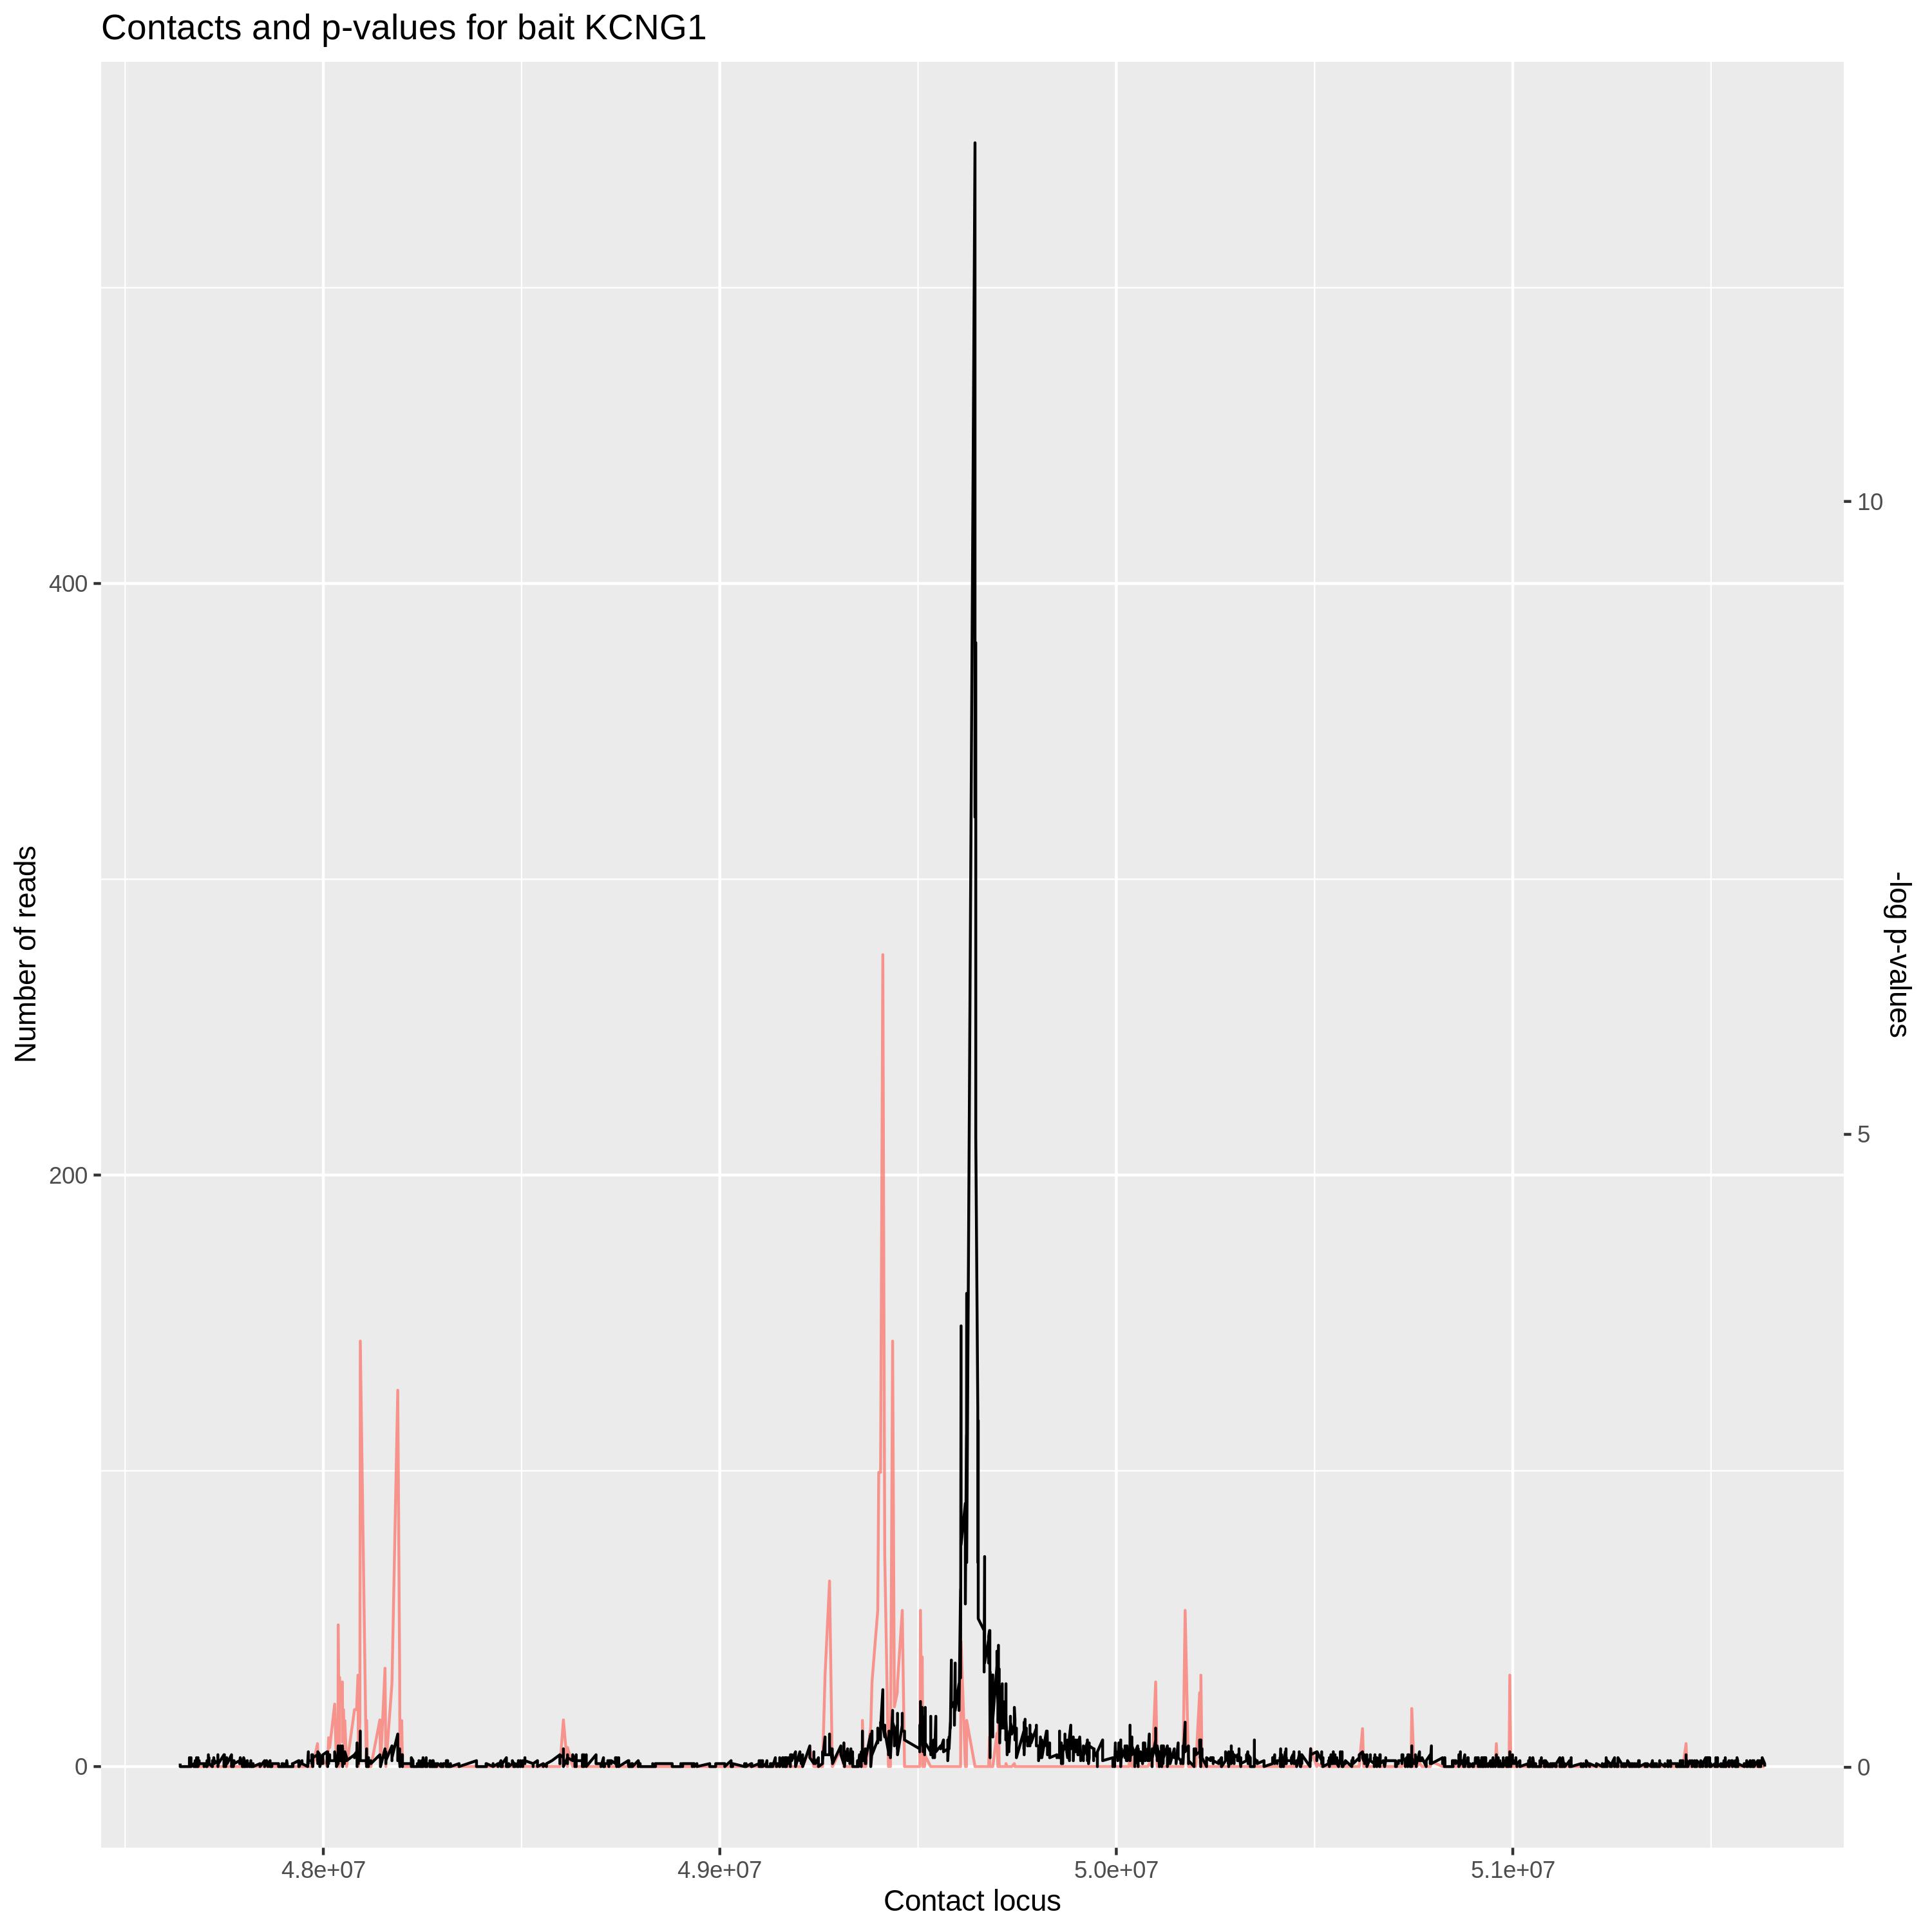 Contacts and p-values for bait KCNG1
Number of reads
400
200
0
10
5
0
-log p-values
4.8e+07 4.9e+07 5.0e+07 5.1e+07
Contact locus